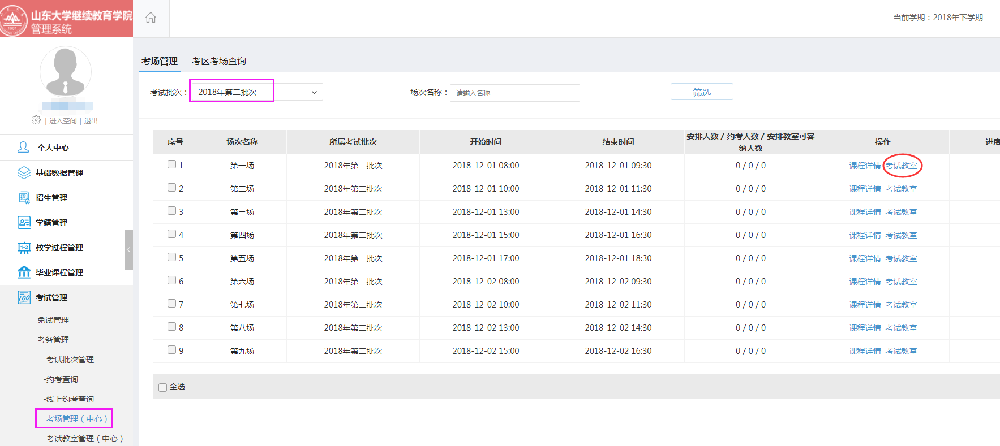 山东大学继续教育学院
管理系统
1901
当前学期：2018年下学期
进入空间 | 退出
个人中心
基础数据管理
招生管理
学籍管理
教学过程管理
毕业课程管理
考试管理
免试管理
考务管理
-考试批次管理
-约考查询
-线上约考查询
-考场管理（中心）
-考试教室管理（中心）
考场管理 考区考场查询
考试批次： 2018年第二批次 场次名称： 请输入名称 筛选
序号 场次名称 所属考试批次 开始时间 结束时间 安排人数 / 约考人数 / 安排教室可容纳人数 操作 进度
1 第一场 2018年第二批次 2018-12-01 08:00 2018-12-01 09:30 0 / 0 / 0 课程详情 考试教室
2 第二场 2018年第二批次 2018-12-01 10:00 2018-12-01 11:30 0 / 0 / 0 课程详情 考试教室
3 第三场 2018年第二批次 2018-12-01 13:00 2018-12-01 14:30 0 / 0 / 0 课程详情 考试教室
4 第四场 2018年第二批次 2018-12-01 15:00 2018-12-01 16:30 0 / 0 / 0 课程详情 考试教室
5 第五场 2018年第二批次 2018-12-01 17:00 2018-12-01 18:30 0 / 0 / 0 课程详情 考试教室
6 第六场 2018年第二批次 2018-12-02 08:00 2018-12-02 09:30 0 / 0 / 0 课程详情 考试教室
7 第七场 2018年第二批次 2018-12-02 10:00 2018-12-02 11:30 0 / 0 / 0 课程详情 考试教室
8 第八场 2018年第二批次 2018-12-02 13:00 2018-12-02 14:30 0 / 0 / 0 课程详情 考试教室
9 第九场 2018年第二批次 2018-12-02 15:00 2018-12-02 16:30 0 / 0 / 0 课程详情 考试教室
全选